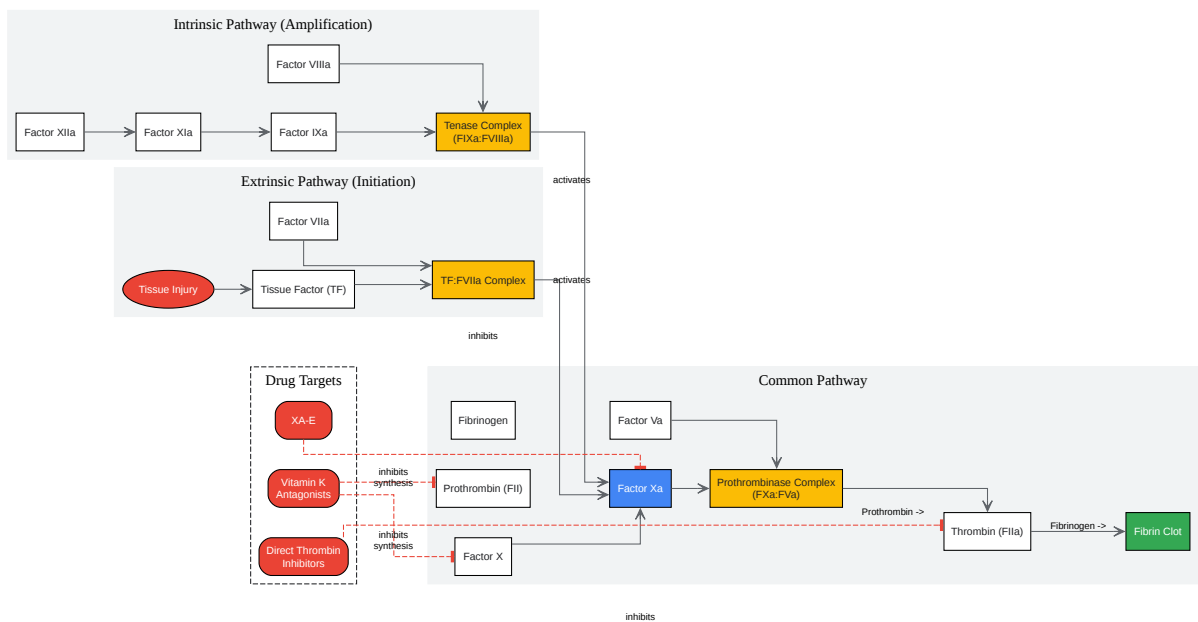 Intrinsic Pathway (Amplification)
Factor VIIIa
Factor XIIa
Factor XIa
Factor IXa
Tenase Complex
(FIXa:FVIIIa)
activates
Extrinsic Pathway (Initiation)
Factor VIIa
Tissue Injury
Tissue Factor (TF)
TF:FVIIa Complex
activates
inhibits
Drug Targets
XA-E
Vitamin K
Antagonists
Direct Thrombin
Inhibitors
inhibits
synthesis
inhibits
synthesis
Common Pathway
Fibrinogen
Factor Va
Prothrombin (FII)
Factor Xa
Prothrombinase Complex
(FXa:FVa)
Factor X
Prothrombin ->
Thrombin (FIIa)
Fibrinogen ->
Fibrin Clot
inhibits